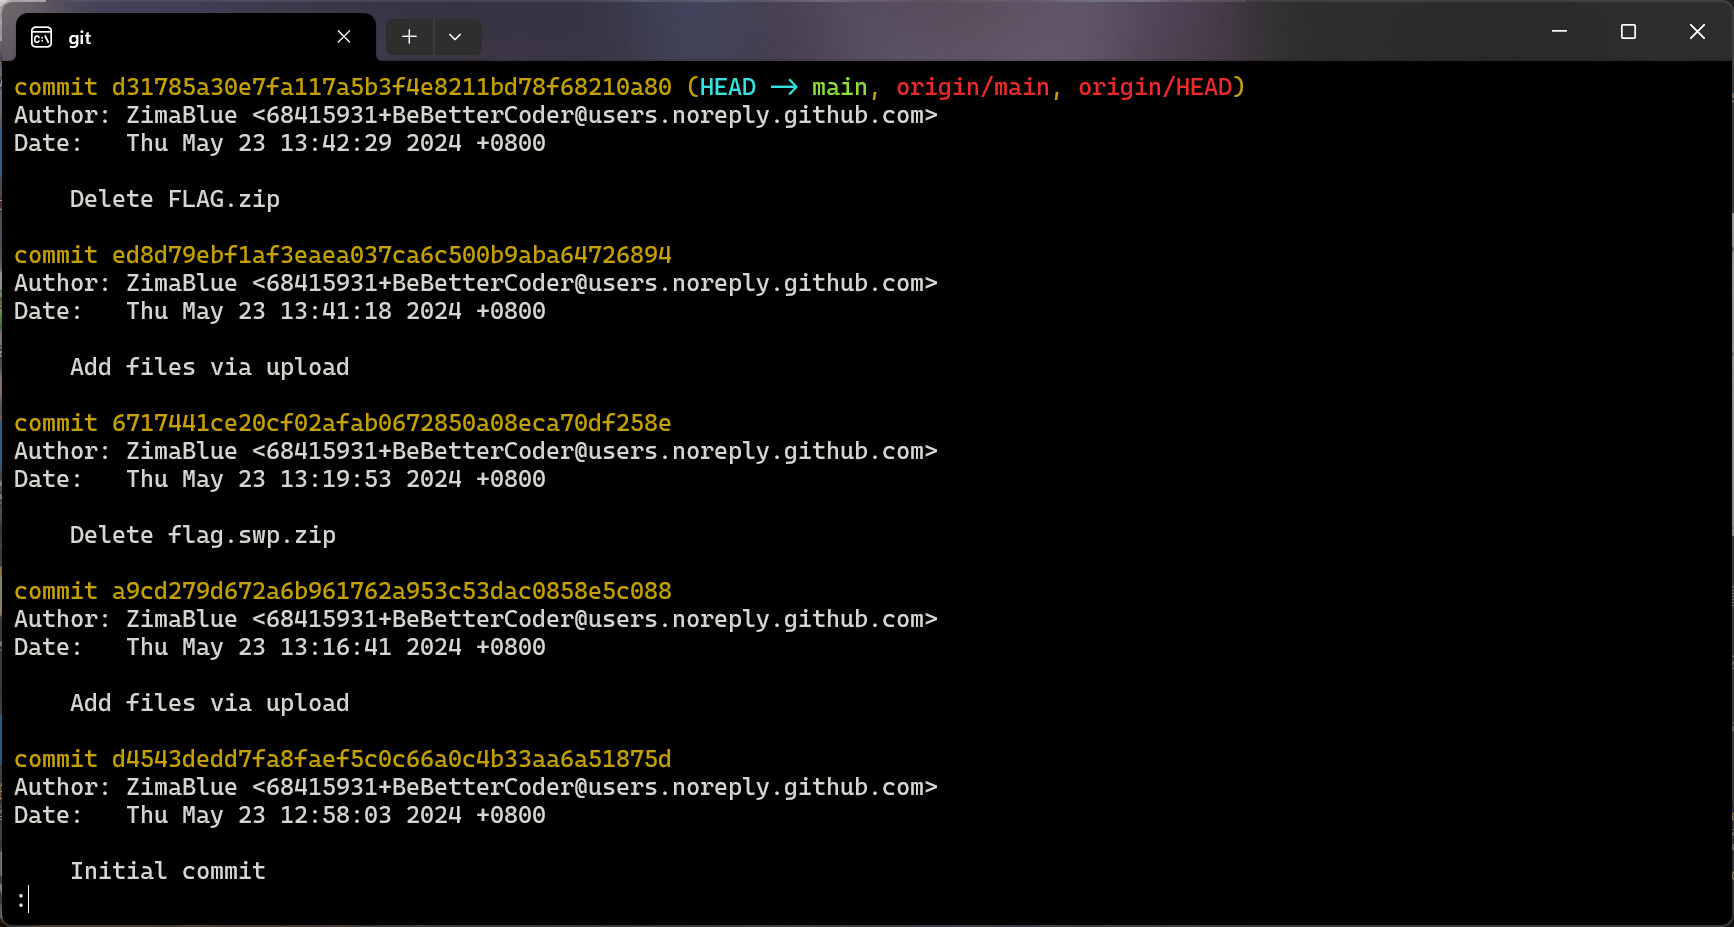 git
commit d31785a30e7fa117a5b3f4e8211bd78f68210a80 (HEAD -> main, origin/main, origin/HEAD)
Author: ZimaBlue <68415931+BeBetterCoder@users.noreply.github.com>
Date:   Thu May 23 13:42:29 2024 +0800
Delete FLAG.zip
commit ed8d79ebf1af3eaea037ca6c500b9aba64726894
Author: ZimaBlue <68415931+BeBetterCoder@users.noreply.github.com>
Date:   Thu May 23 13:41:18 2024 +0800
Add files via upload
commit 6717441ce20cf02afab0672850a08eca70df258e
Author: ZimaBlue <68415931+BeBetterCoder@users.noreply.github.com>
Date:   Thu May 23 13:19:53 2024 +0800
Delete flag.swp.zip
commit a9cd279d672a6b961762a953c53dac0858e5c088
Author: ZimaBlue <68415931+BeBetterCoder@users.noreply.github.com>
Date:   Thu May 23 13:16:41 2024 +0800
Add files via upload
commit d4543dedd7fa8faef5c0c66a0c4b33aa6a51875d
Author: ZimaBlue <68415931+BeBetterCoder@users.noreply.github.com>
Date:   Thu May 23 12:58:03 2024 +0800
Initial commit
: